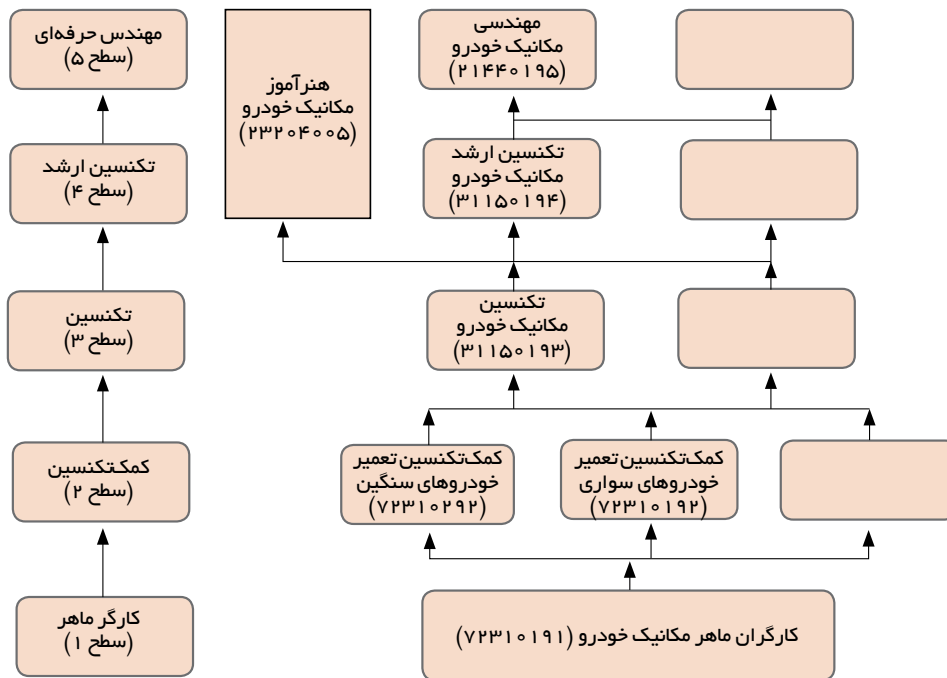 مهندس حرفه‌ای
(سطح ۵)
تکنسین ارشد
(سطح ۴)
تکنسین
(سطح ۳)
کمک‌تکنسین
(سطح ۲)
کارگر ماهر
(سطح ۱)
هنرآموز
مکانیک خودرو
(۲۳۲۰۴۰۰۵)
مهندسی
مکانیک خودرو
(۲۱۴۴۰۱۹۵)
تکنسین ارشد
مکانیک خودرو
(۳۱۱۵۰۱۹۴)
تکنسین
مکانیک خودرو
(۳۱۱۵۰۱۹۳)
کمک‌تکنسین تعمیر
خودروهای سنگین
(۷۲۳۱۰۲۹۲)
کمک‌تکنسین تعمیر
خودروهای سواری
(۷۲۳۱۰۱۹۲)
کارگران ماهر مکانیک خودرو (۷۲۳۱۰۱۹۱)